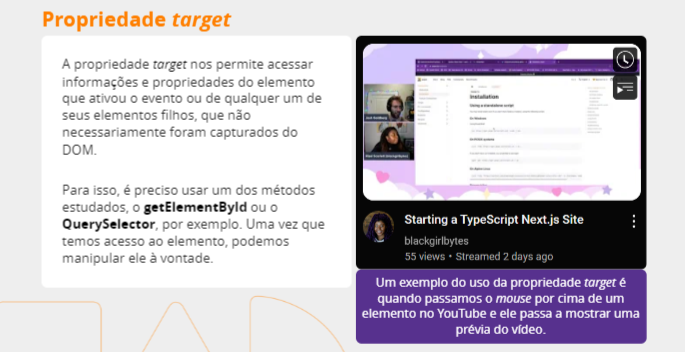 Propriedade target
A propriedade target nos permite acessar
informações e propriedades do elemento
que ativou o evento ou de qualquer um de
seus elementos filhos, que não
necessariamente foram capturados do
DOM.
Para isso, é preciso usar um dos métodos
estudados, o getElementById ou o
QuerySelector, por exemplo. Uma vez que
temos acesso ao elemento, podemos
manipular ele à vontade.
Installation
Using a standalone script
Starting a TypeScript Next.js Site
blackgirlbytes
55 views • Streamed 2 days ago
Um exemplo do uso da propriedade target é
quando passamos o mouse por cima de um
elemento no YouTube e ele passa a mostrar uma
prévia do vídeo.